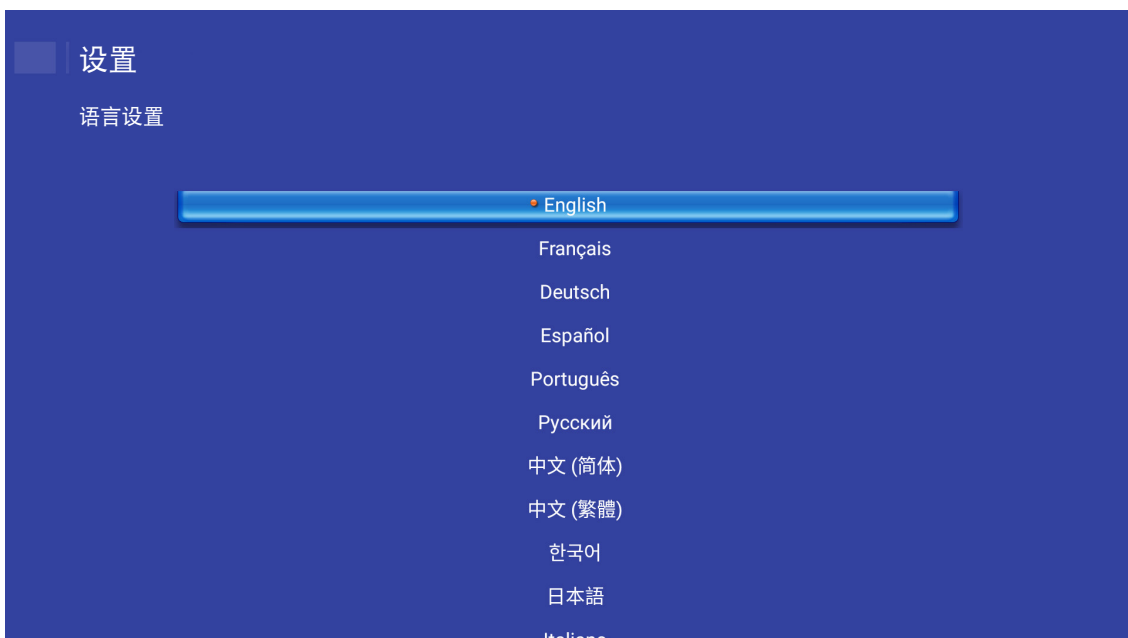 设置
语言设置
English
Français
Deutsch
Español
Português
Русский
中文 (简体)
中文 (繁體)
한국어
日本語